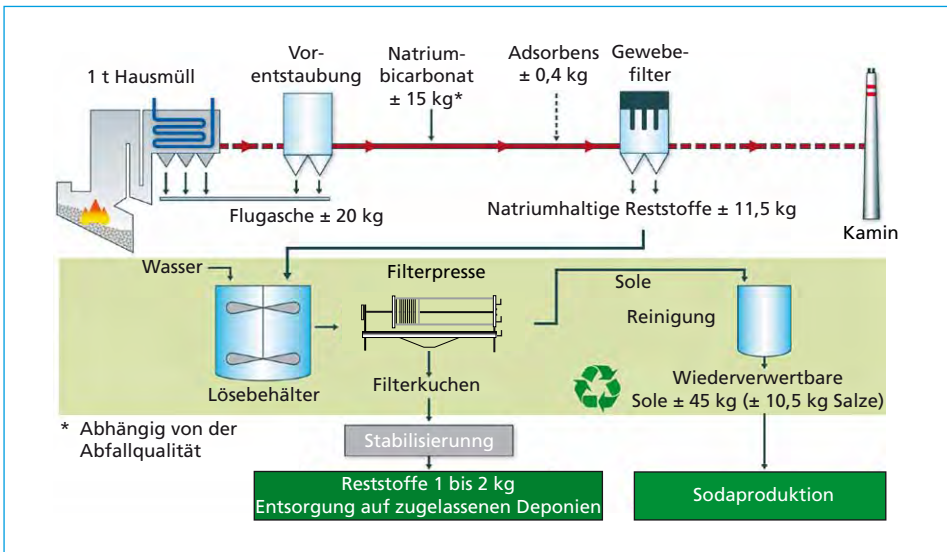 1 t Hausmüll
Vor-
entstaubung
Natrium-
bicarbonat
± 15 kg*
Adsorbens
± 0,4 kg
Gewebe-
filter
Flugasche ± 20 kg
Natriumhaltige Reststoffe ± 11,5 kg
Kamin
Wasser
Filterpresse
Sole
Reinigung
Lösebehälter
Filterkuchen
Wiederverwertbare
Sole ± 45 kg (± 10,5 kg Salze)
* Abhängig von der
Abfallqualität
Stabilisierunng
Reststoffe 1 bis 2 kg
Entsorgung auf zugelassenen Deponien
Sodaproduktion